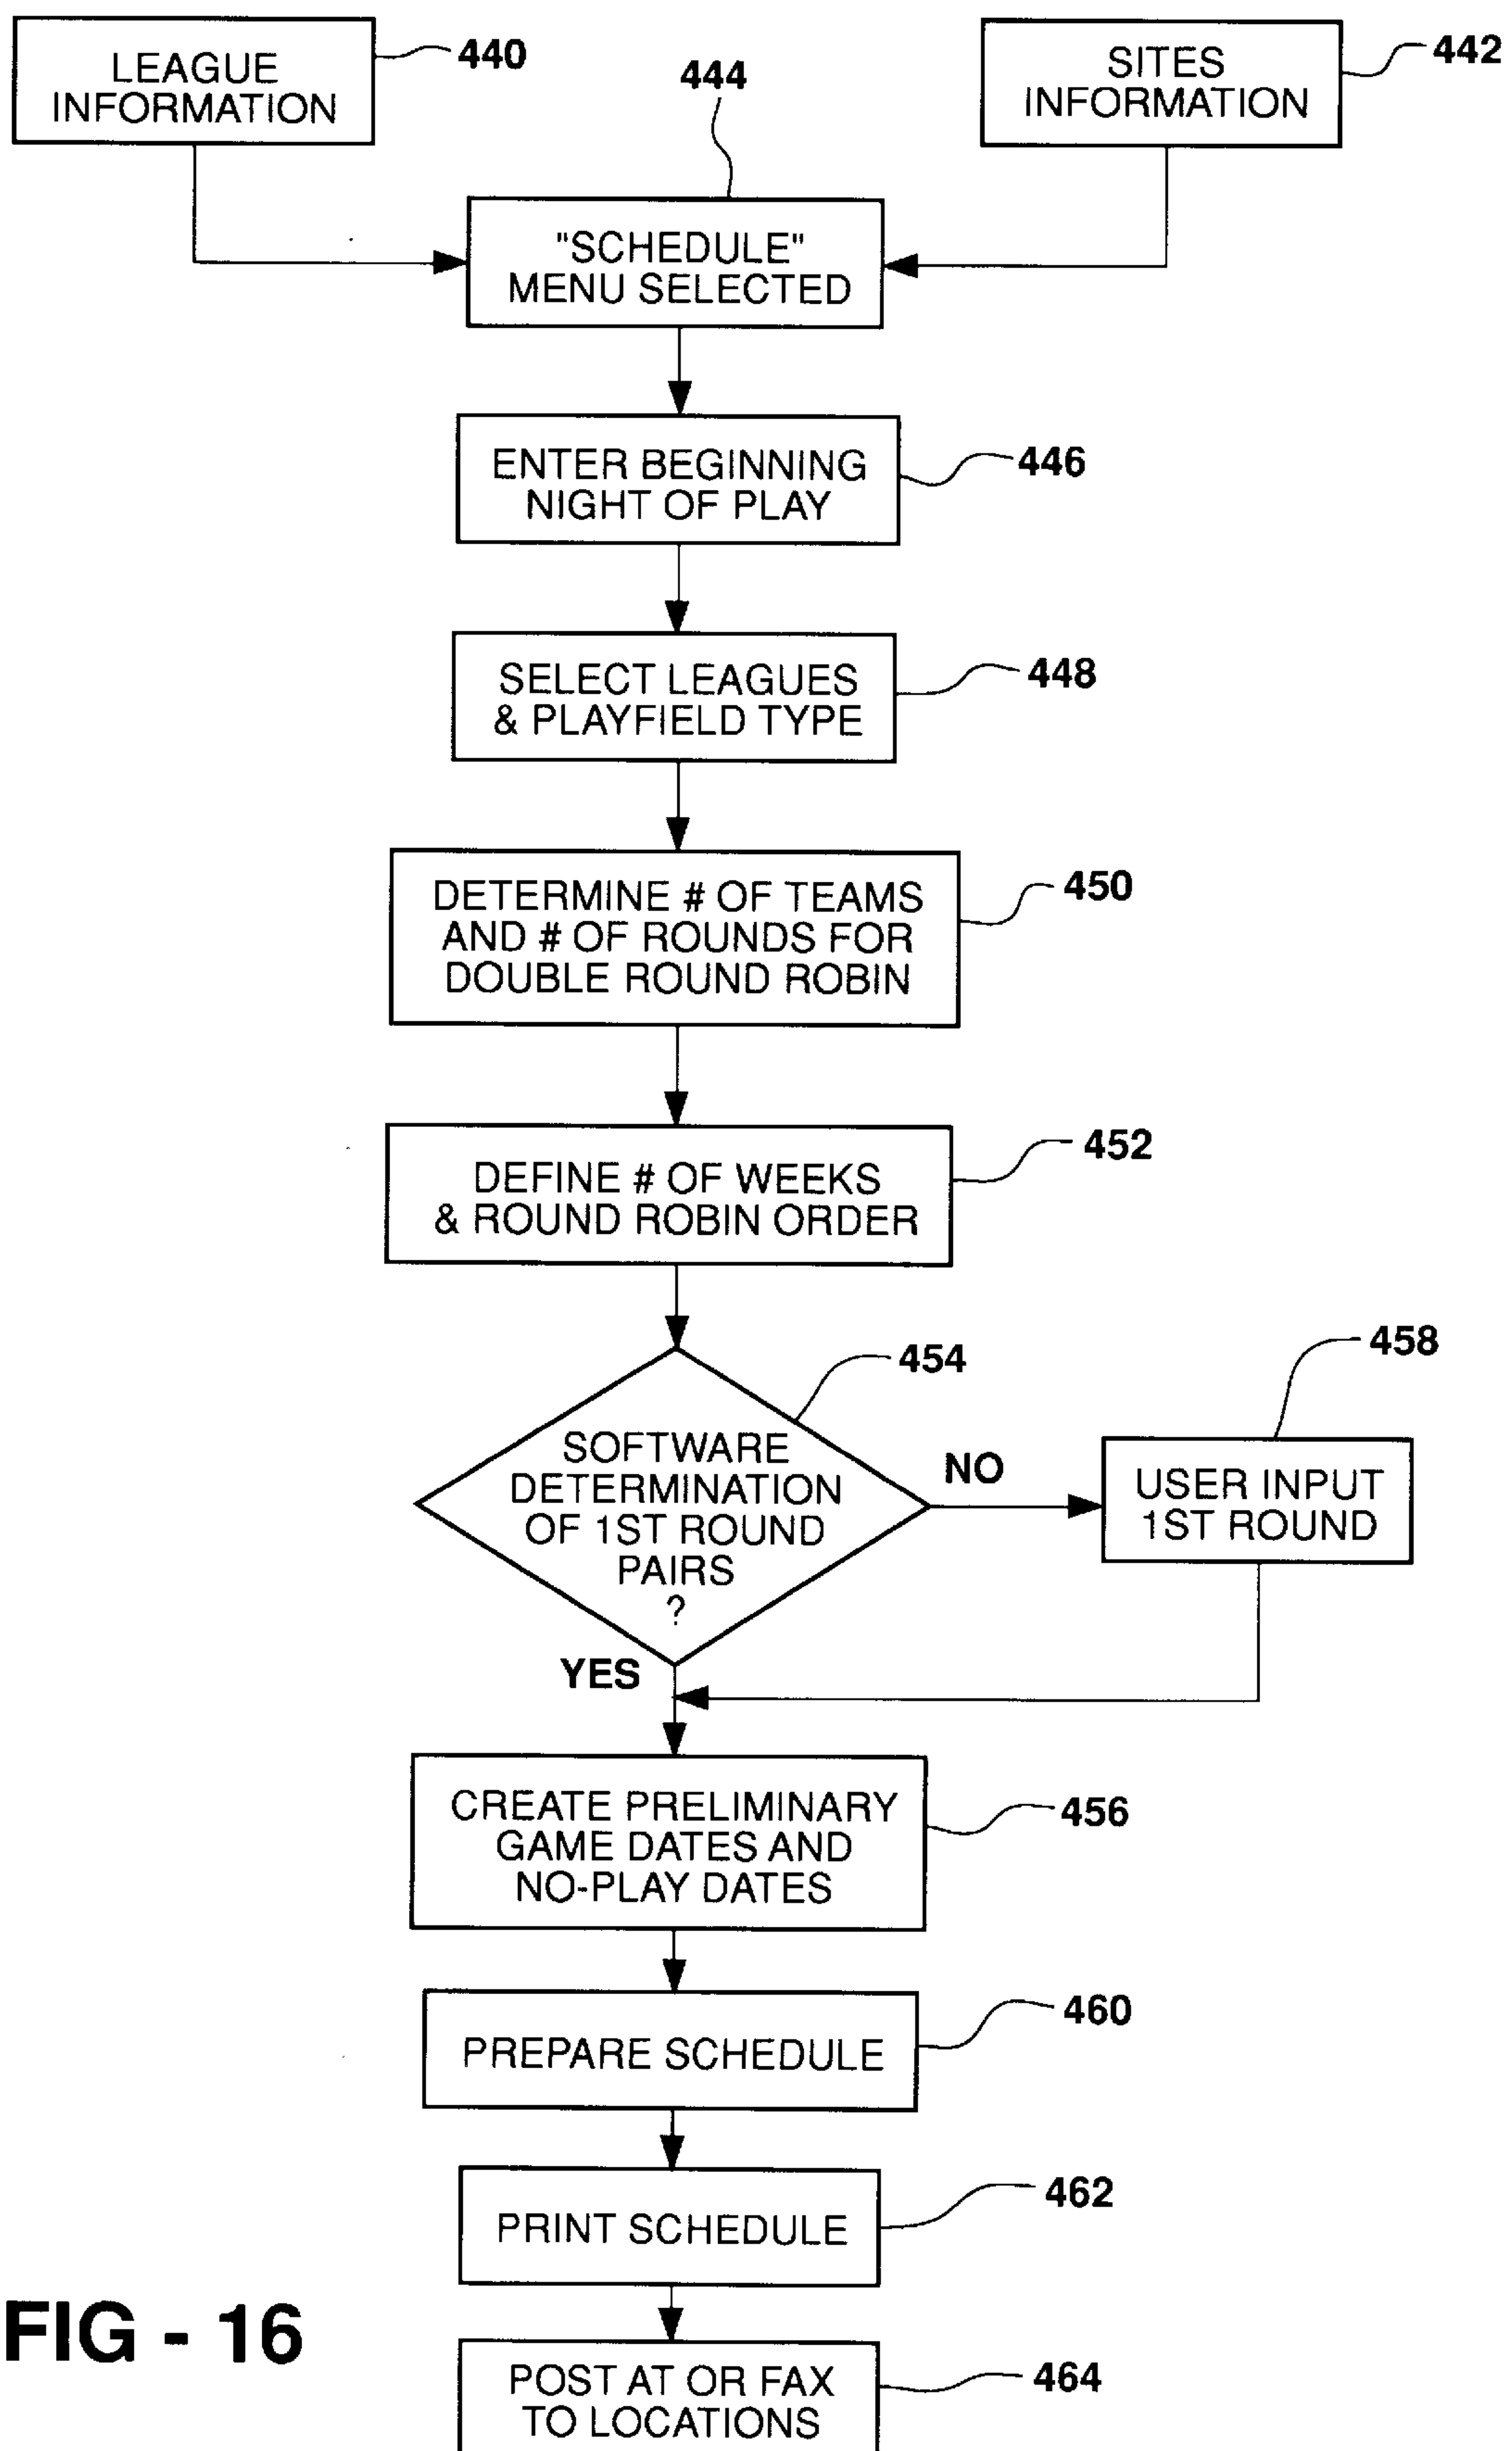 LEAGUE
INFORMATION
440
444
SITES
INFORMATION
442
"SCHEDULE"
MENU SELECTED
ENTER BEGINNING
NIGHT OF PLAY
446
SELECT LEAGUES
& PLAYFIELD TYPE
448
DETERMINE # OF TEAMS
AND # OF ROUNDS FOR
DOUBLE ROUND ROBIN
450
DEFINE # OF WEEKS
& ROUND ROBIN ORDER
452
454
458
SOFTWARE
DETERMINATION
OF 1ST ROUND
PAIRS
?
NO
USER INPUT
1ST ROUND
YES
CREATE PRELIMINARY
GAME DATES AND
NO-PLAY DATES
456
PREPARE SCHEDULE
460
PRINT SCHEDULE
462
FIG - 16
POST AT OR FAX
TO LOCATIONS
464